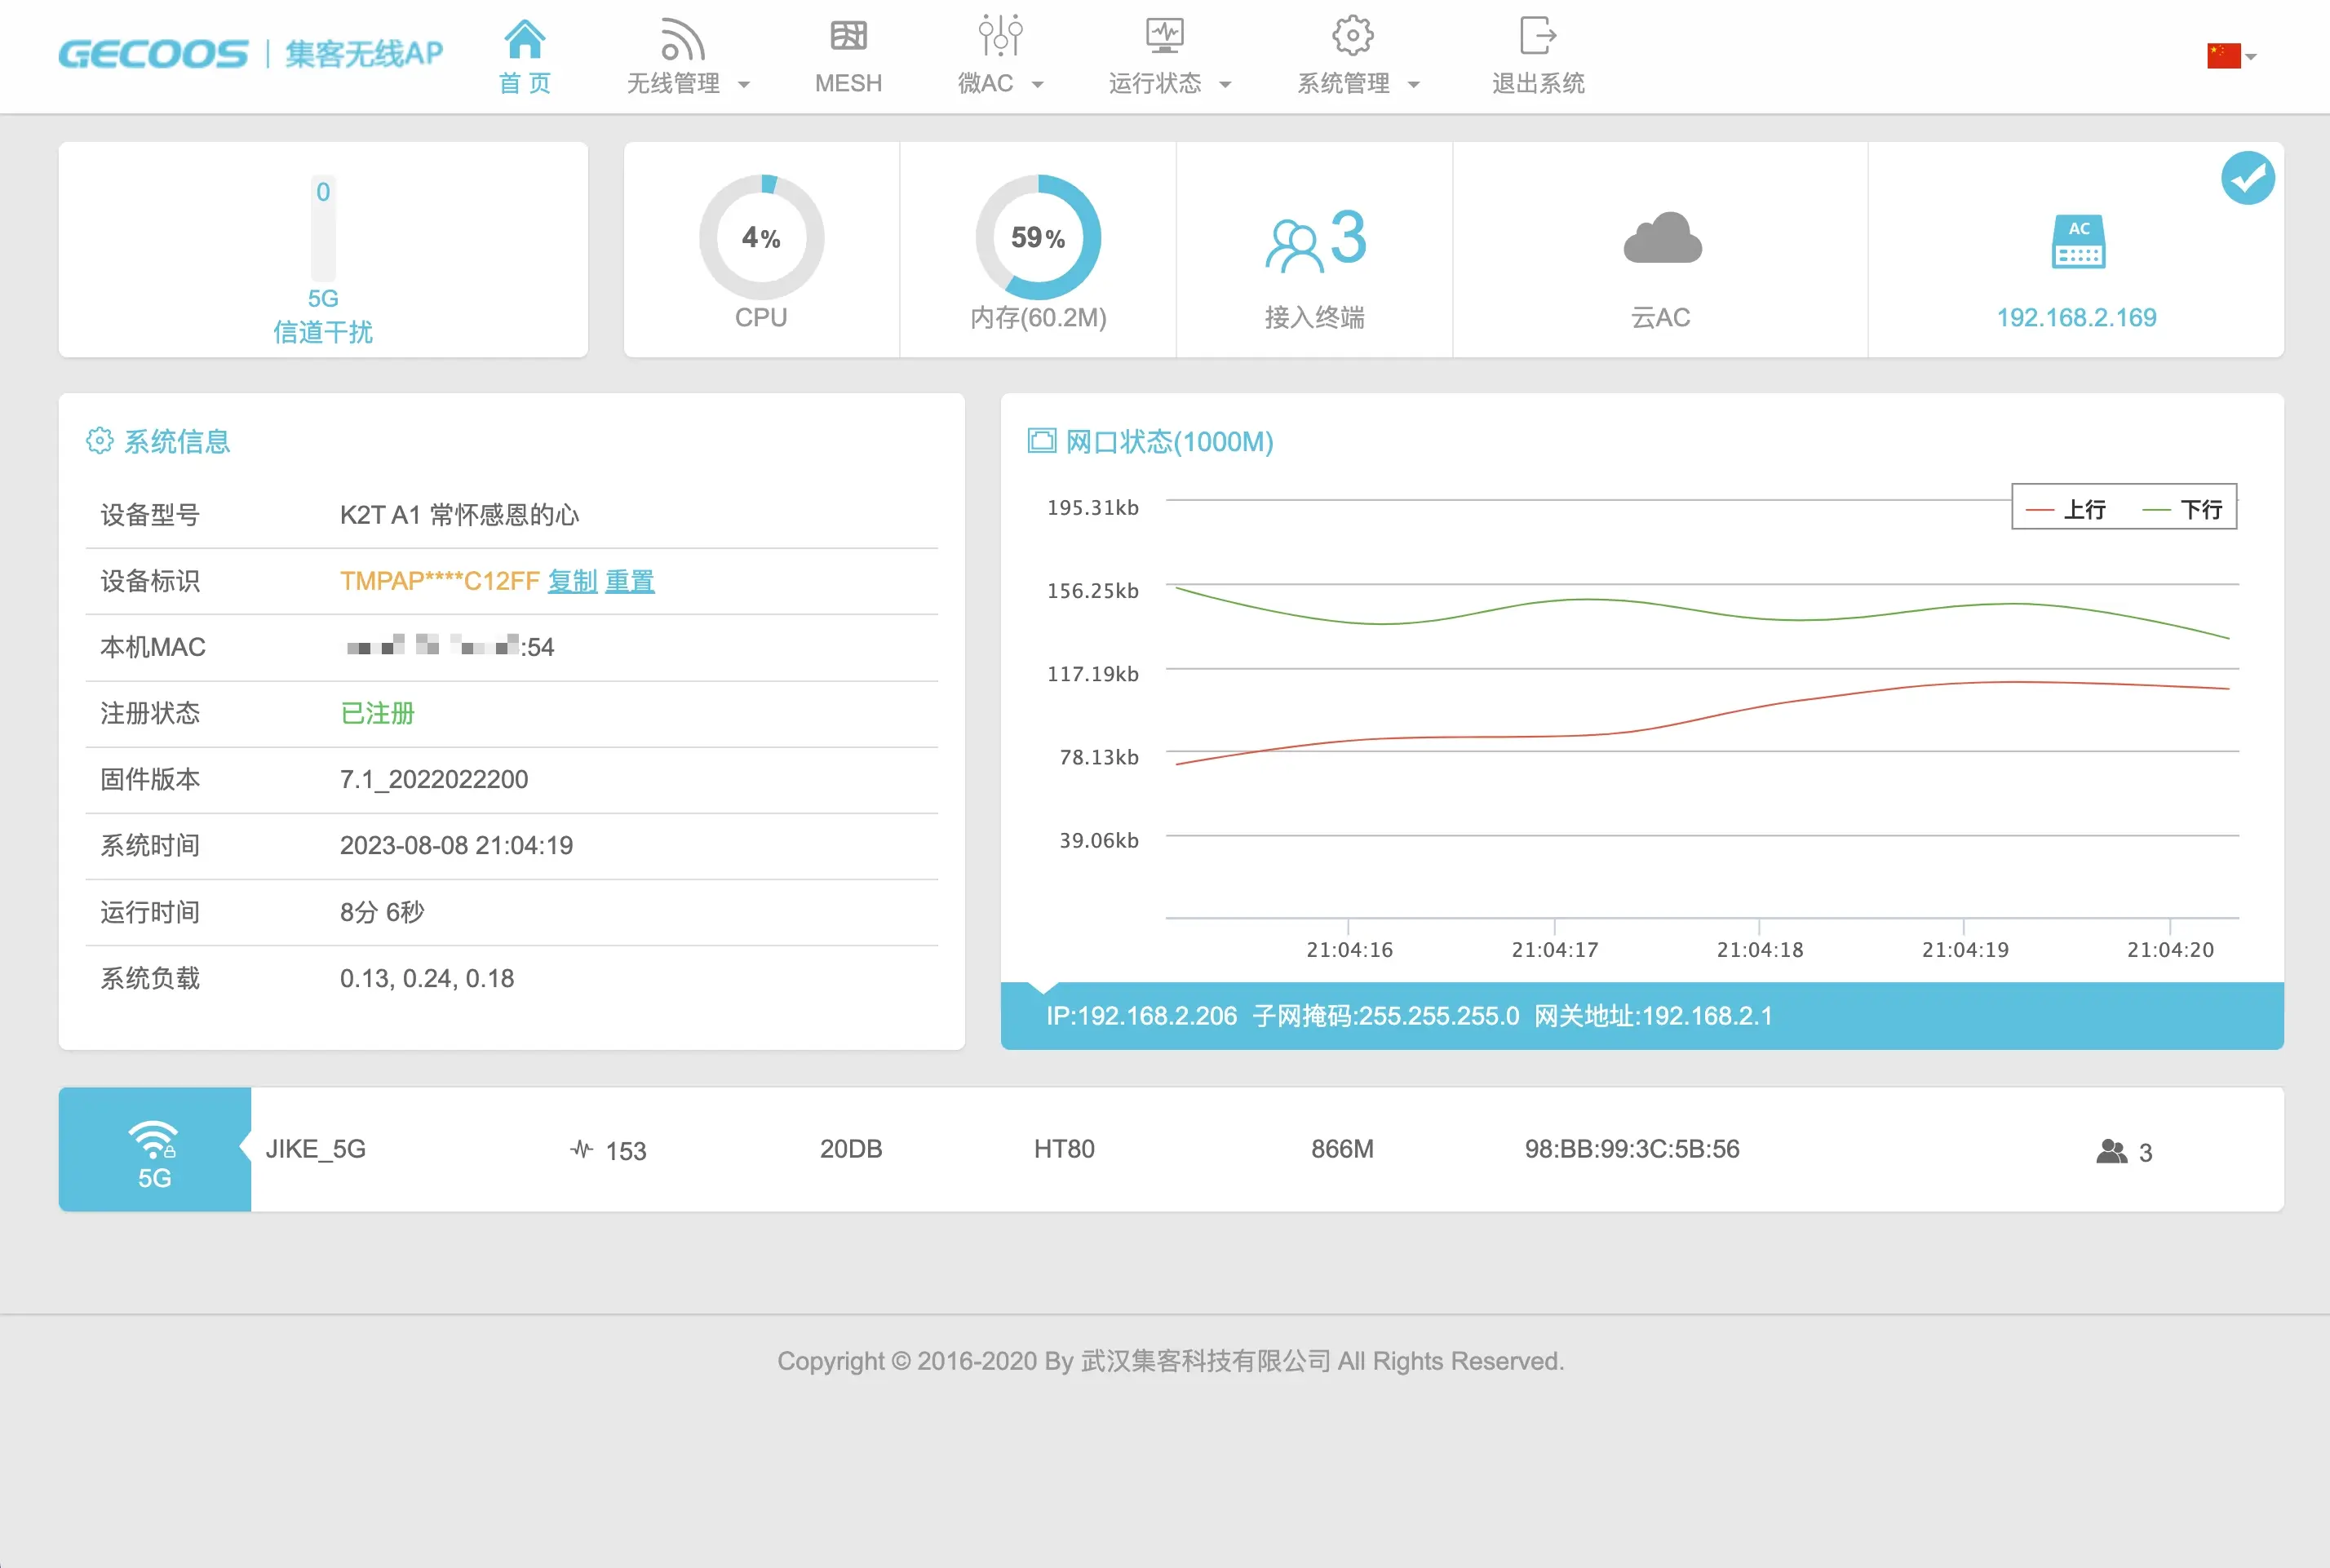 GECOOS | 集客无线AP
首 页
无线管理
MESH
微AC
运行状态
系统管理
退出系统
0
5G
信道干扰
4%
CPU
59%
内存(60.2M)
3
接入终端
云AC
AC
192.168.2.169
系统信息
设备型号 K2T A1 常怀感恩的心
设备标识 TMPAP****C12FF 复制 重置
本机MAC :54
注册状态 已注册
固件版本 7.1_2022022200
系统时间 2023-08-08 21:04:19
运行时间 8分 6秒
系统负载 0.13, 0.24, 0.18
网口状态(1000M)
上行 下行
195.31kb
156.25kb
117.19kb
78.13kb
39.06kb
21:04:16 21:04:17 21:04:18 21:04:19 21:04:20
IP:192.168.2.206 子网掩码:255.255.255.0 网关地址:192.168.2.1
5G
JIKE_5G 153 20DB HT80 866M 98:BB:99:3C:5B:56 3
Copyright © 2016-2020 By 武汉集客科技有限公司 All Rights Reserved.